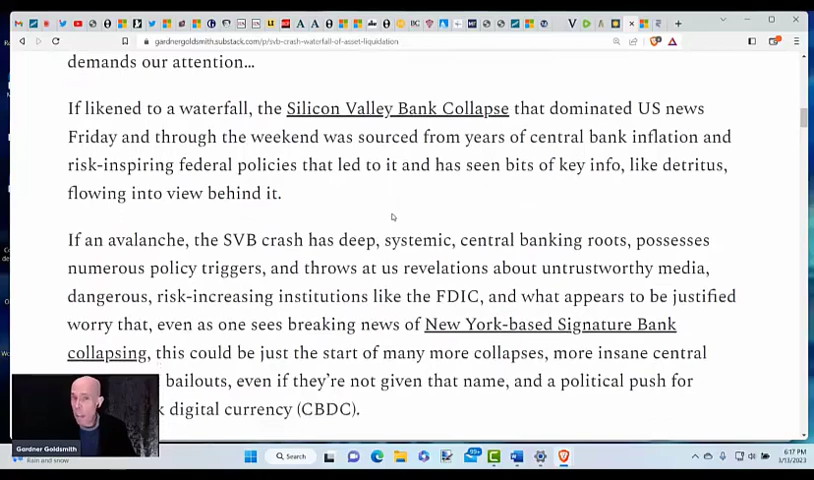 gardnergoldsmith.substack.com/p/svb-crash-waterfall-of-asset-liquidation
demands our attention...
If likened to a waterfall, the Silicon Valley Bank Collapse that dominated US news
Friday and through the weekend was sourced from years of central bank inflation and
risk-inspiring federal policies that led to it and has seen bits of key info, like detritus,
flowing into view behind it.
If an avalanche, the SVB crash has deep, systemic, central banking roots, possesses
numerous policy triggers, and throws at us revelations about untrustworthy media,
dangerous, risk-increasing institutions like the FDIC, and what appears to be justified
worry that, even as one sees breaking news of New York-based Signature Bank
collapsing, this could be just the start of many more collapses, more insane central
bailouts, even if they're not given that name, and a political push for
digital currency (CBDC).
Gardner Goldsmith
Rain and snow
Search
99+
6:17 PM
3/13/2023